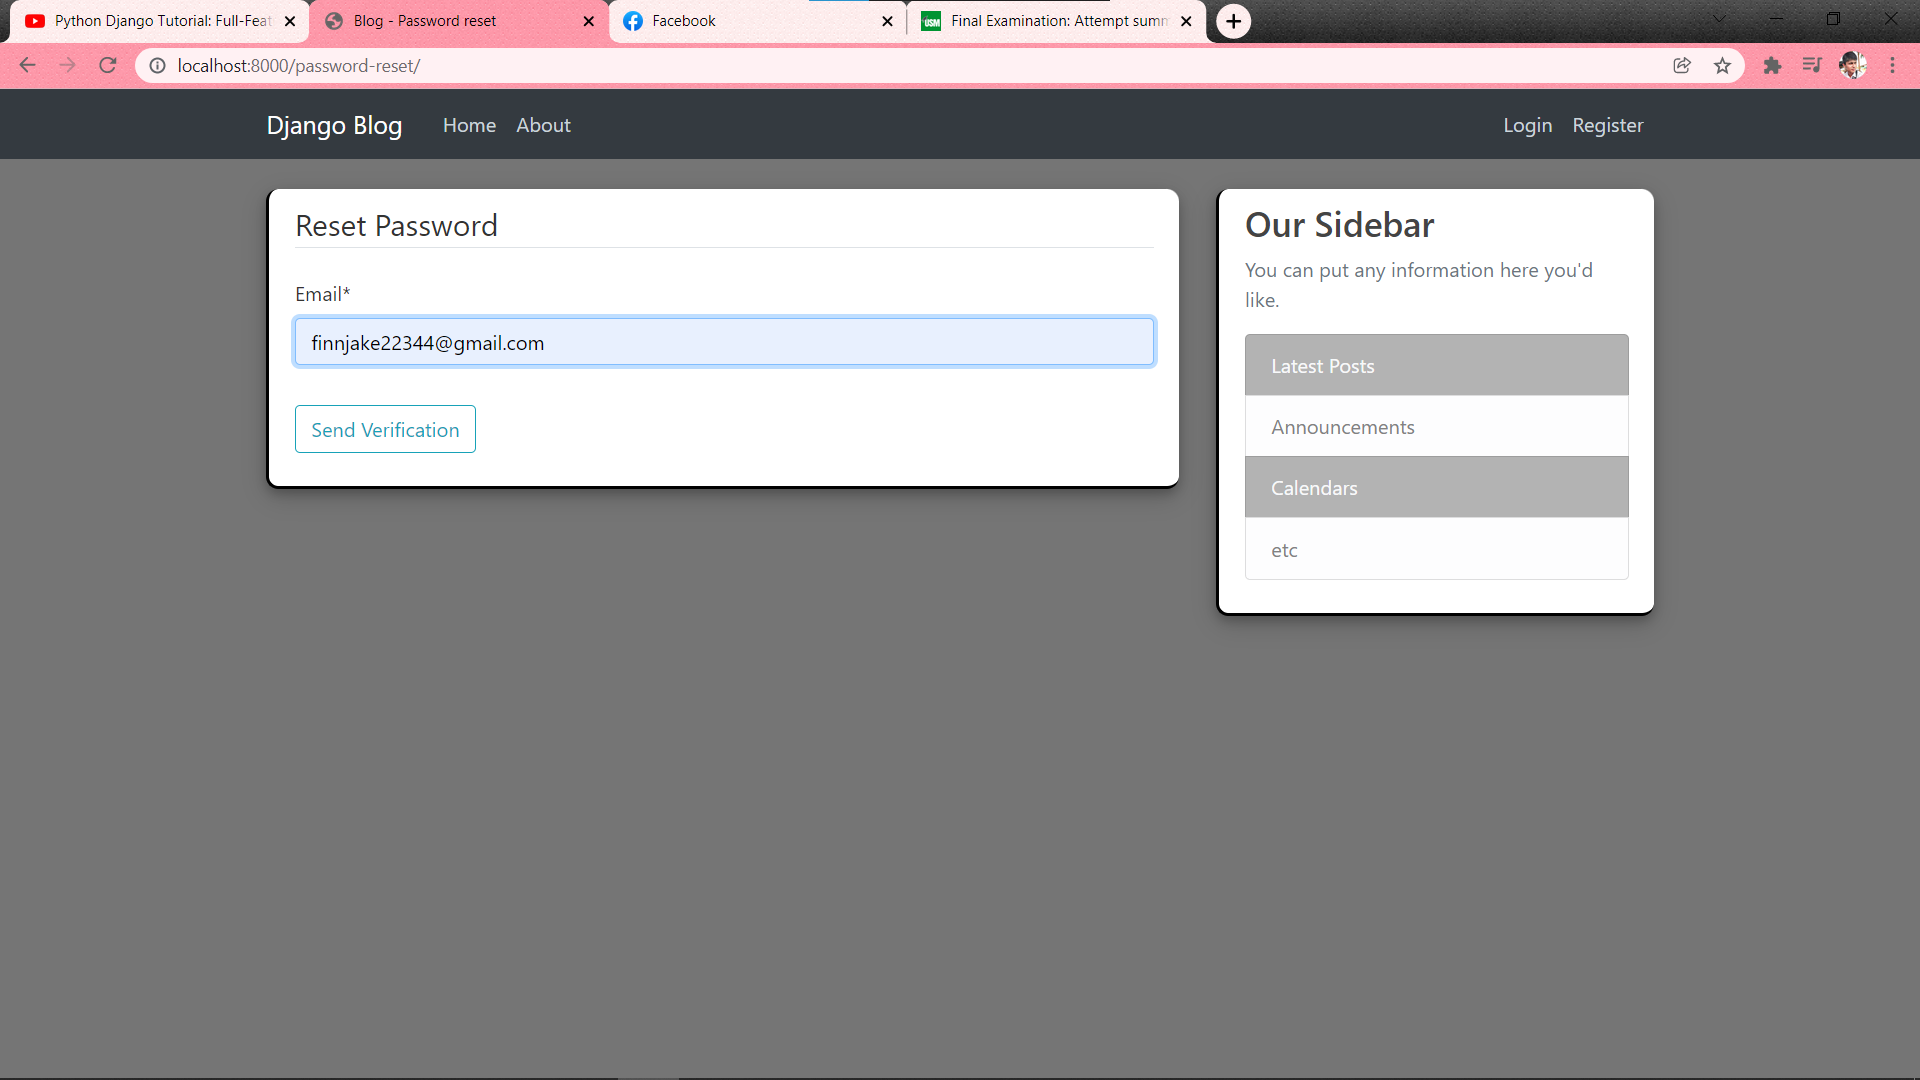 Python Django Tutorial: Full-Feat
Blog - Password reset
Facebook
USM
Final Examination: Attempt summ
localhost:8000/password-reset/
Django Blog
Home
About
Login
Register
Reset Password
Email*
finnjake22344@gmail.com
Send Verification
Our Sidebar
You can put any information here you'd
like.
Latest Posts
Announcements
Calendars
etc